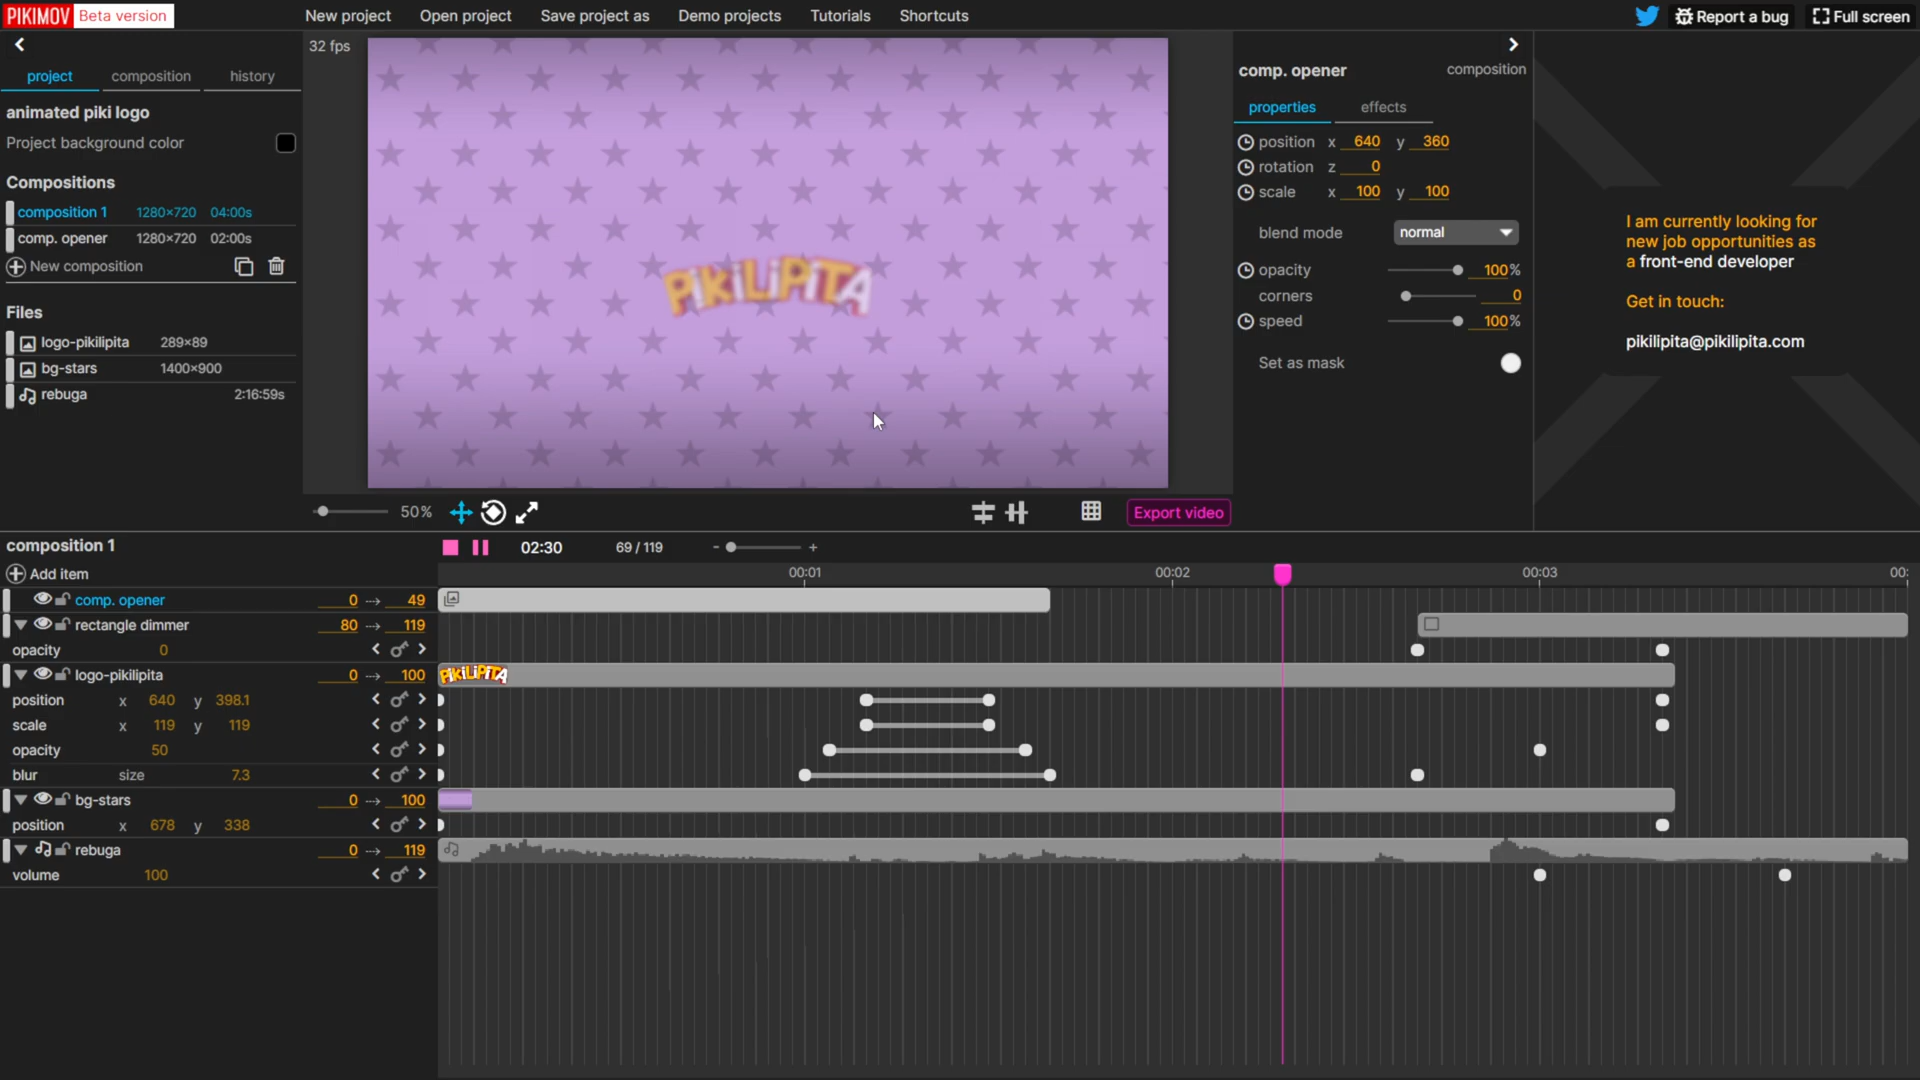 PIKIMOV Beta version
New project
Open project
Save project as
Demo projects
Tutorials
Shortcuts
Report a bug
Full screen
project
composition
history
animated piki logo
Project background color
Compositions
composition 1 1280×720 04:00s
comp. opener 1280×720 02:00s
New composition
Files
logo-pikilipita 289×89
bg-stars 1400×900
rebuga 2:16:59s
32 fps
PIKILIPITA
50%
Export video
comp. opener composition
properties effects
position x 640 y 360
rotation z 0
scale x 100 y 100
blend mode normal
opacity 100%
corners 0
speed 100%
Set as mask
I am currently looking for
new job opportunities as
a front-end developer
Get in touch:
pikilipita@pikilipita.com
composition 1
02:30 69 / 119 - +
Add item
00:01 00:02 00:03 00:
comp. opener 0 49
rectangle dimmer 80 119
opacity 0
logo-pikilipita 0 100 PIKILIPITA
position x 640 y 398.1
scale x 119 y 119
opacity 50
blur size 7.3
bg-stars 0 100
position x 678 y 338
rebuga 0 119
volume 100